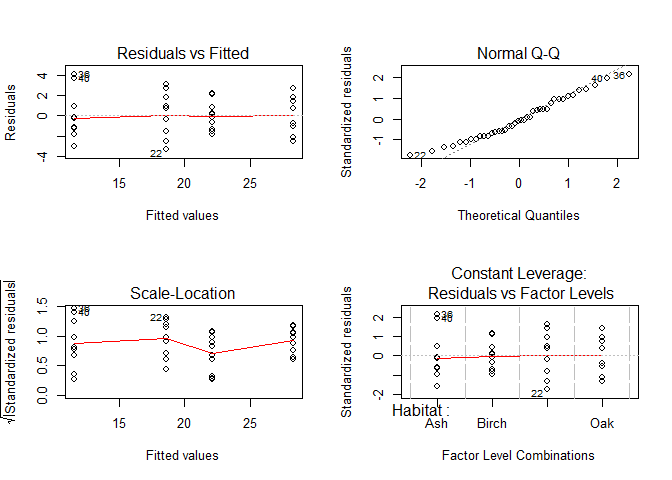 Residuals vs Fitted
Residuals
4
2
0
-4
36
40
22
15
20
25
Fitted values
Normal Q-Q
Standardized residuals
2
1
0
-1
40
36
22
-2
-1
0
1
2
Theoretical Quantiles
Scale-Location
√|Standardized residuals|
1.5
1.0
0.5
0.0
36
40
22
15
20
25
Fitted values
Constant Leverage:
Residuals vs Factor Levels
Standardized residuals
2
1
0
-2
36
40
22
Habitat :
Ash
Birch
Oak
Factor Level Combinations